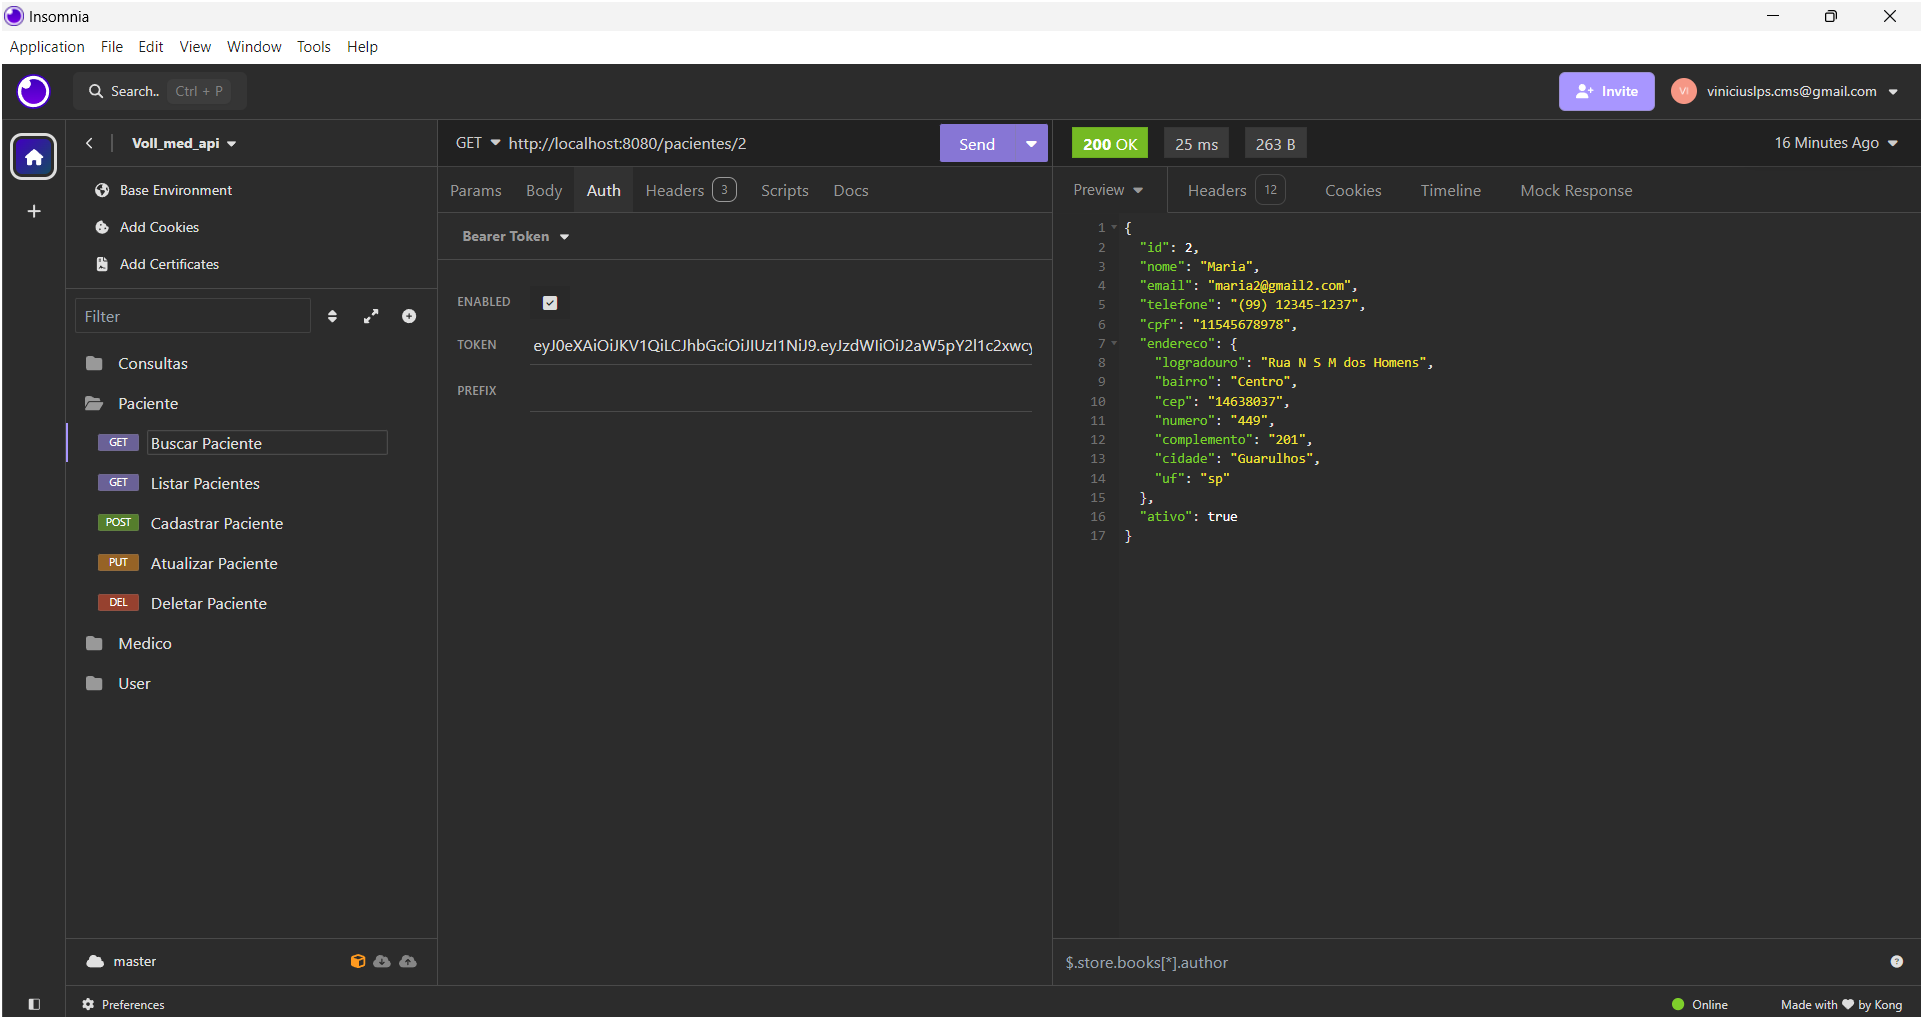 Insomnia
Application File Edit View Window Tools Help
Search.. Ctrl + P
Invite
VI viniciuslps.cms@gmail.com
Voll_med_api
Base Environment
Add Cookies
Add Certificates
Filter
Consultas
Paciente
GET Buscar Paciente
GET Listar Pacientes
POST Cadastrar Paciente
PUT Atualizar Paciente
DEL Deletar Paciente
Medico
User
master
Preferences
GET http://localhost:8080/pacientes/2 Send
Params Body Auth Headers 3 Scripts Docs
Bearer Token
ENABLED
TOKEN eyJ0eXAiOiJKV1QiLCJhbGciOiJIUzI1NiJ9.eyJzdWIiOiJ2aW5pY2l1c2xwcy
PREFIX
200 OK 25 ms 263 B 16 Minutes Ago
Preview Headers 12 Cookies Timeline Mock Response
1 {
2 "id": 2,
3 "nome": "Maria",
4 "email": "maria2@gmail2.com",
5 "telefone": "(99) 12345-1237",
6 "cpf": "11545678978",
7 "endereco": {
8 "logradouro": "Rua N S M dos Homens",
9 "bairro": "Centro",
10 "cep": "14638037",
11 "numero": "449",
12 "complemento": "201",
13 "cidade": "Guarulhos",
14 "uf": "sp"
15 },
16 "ativo": true
17 }
$.store.books[*].author
Online Made with by Kong